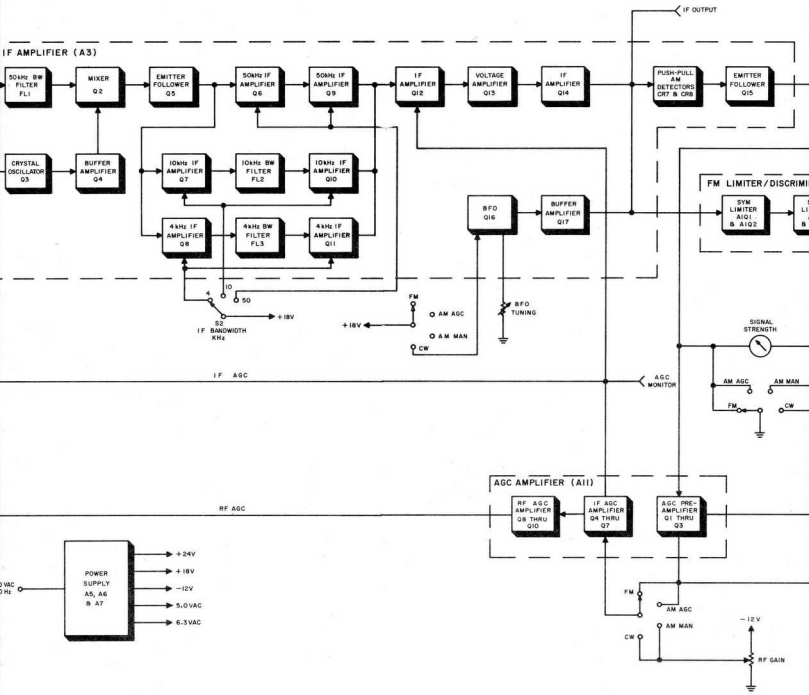 IF OUTPUT
IF AMPLIFIER (A3)
50kHz BW
FILTER
FL1
MIXER
Q2
EMITTER
FOLLOWER
Q5
50kHz IF
AMPLIFIER
Q6
50kHz IF
AMPLIFIER
Q9
IF
AMPLIFIER
Q12
VOLTAGE
AMPLIFIER
Q13
IF
AMPLIFIER
Q14
PUSH-PULL
AM
DETECTORS
CR7 & CR8
EMITTER
FOLLOWER
Q15
CRYSTAL
OSCILLATOR
Q3
BUFFER
AMPLIFIER
Q4
10kHz IF
AMPLIFIER
Q7
10kHz BW
FILTER
FL2
10kHz IF
AMPLIFIER
Q10
4kHz IF
AMPLIFIER
Q8
4kHz BW
FILTER
FL3
4kHz IF
AMPLIFIER
Q11
BFO
Q16
BUFFER
AMPLIFIER
Q17
FM LIMITER/DISCRIMI
SYM
LIMITER
A1Q1
& A1Q2
4
10
50
S2
IF BANDWIDTH
KHz
+18V
+18V
FM
AM AGC
AM MAN
CW
BFO
TUNING
SIGNAL
STRENGTH
AM AGC
AM MAN
FM
CW
IF AGC
AGC
MONITOR
AGC AMPLIFIER (A11)
RF AGC
RF AGC
AMPLIFIER
Q8 THRU
Q10
IF AGC
AMPLIFIER
Q4 THRU
Q7
AGC PRE-
AMPLIFIER
Q1 THRU
Q3
0 VAC
0 Hz
POWER
SUPPLY
A5, A6
& A7
+24V
+18V
-12V
5.0VAC
6.3VAC
FM
AM AGC
AM MAN
CW
-12V
RF GAIN